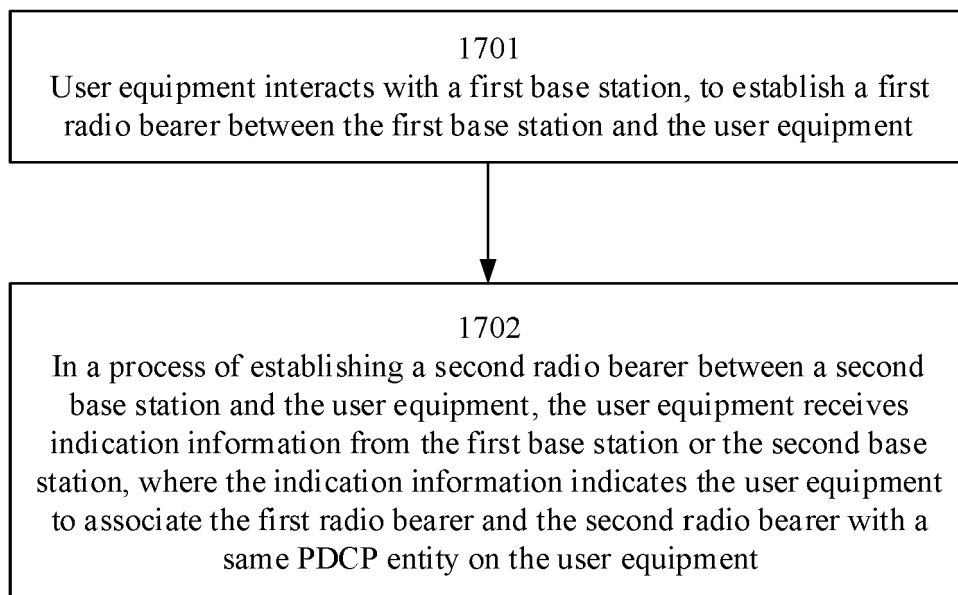 1701
User equipment interacts with a first base station, to establish a first
radio bearer between the first base station and the user equipment
1702
In a process of establishing a second radio bearer between a second
base station and the user equipment, the user equipment receives
indication information from the first base station or the second base
station, where the indication information indicates the user equipment
to associate the first radio bearer and the second radio bearer with a
same PDCP entity on the user equipment